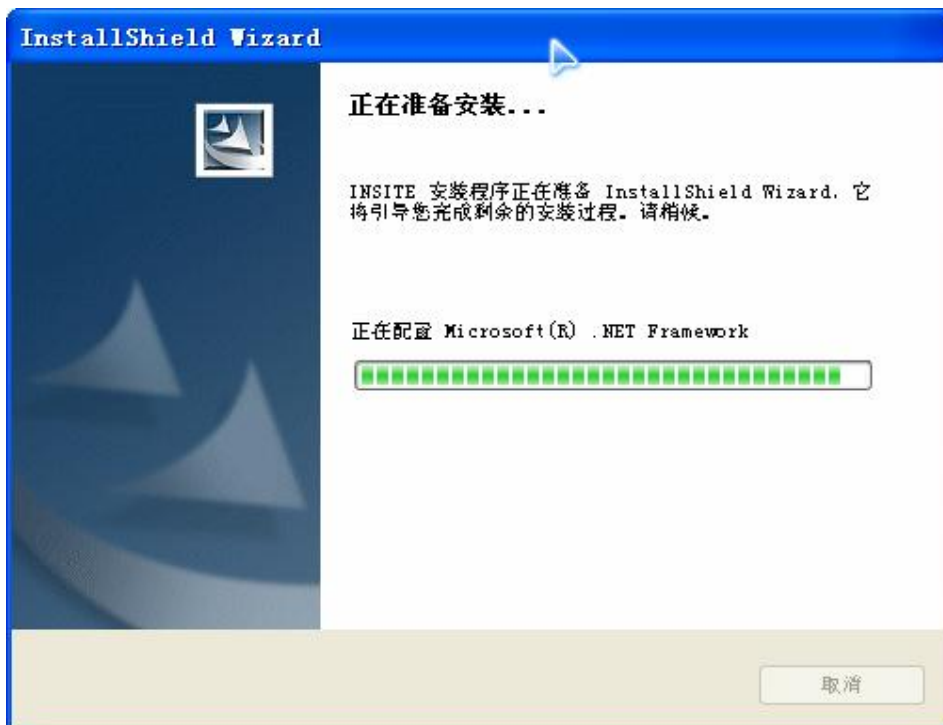 InstallShield Wizard
正在准备安装...
INSITE 安装程序正在准备 InstallShield Wizard，它
将引导您完成剩余的安装过程。请稍候。
正在配置 Microsoft(R) .NET Framework
取消